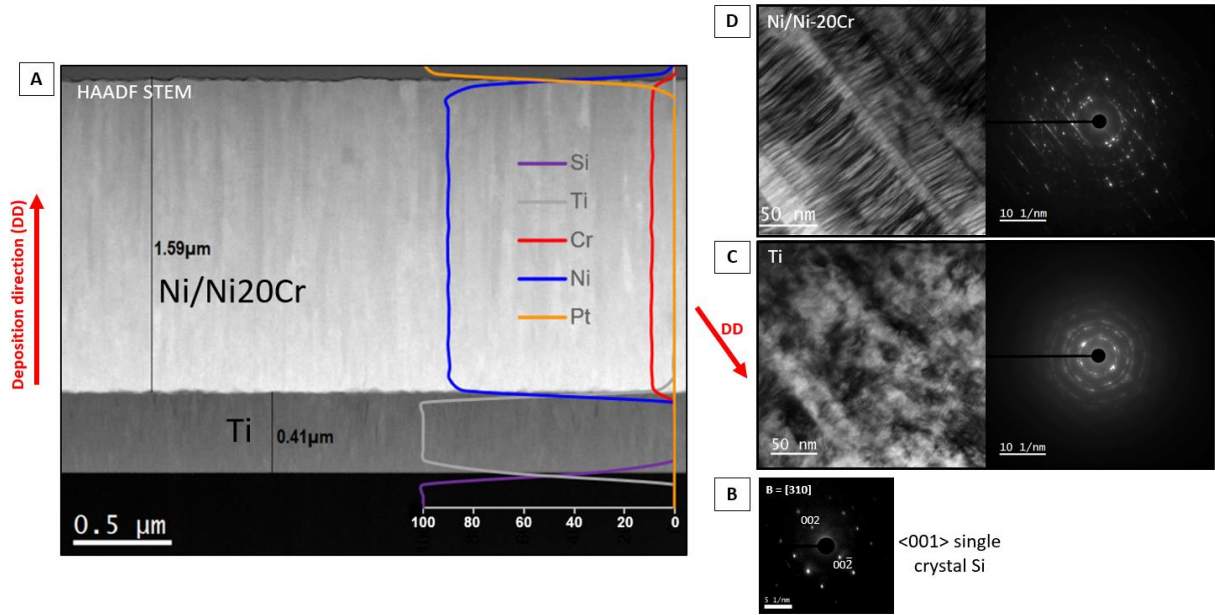 A
HAADF STEM
Deposition direction (DD)
1.59µm
Ni/Ni20Cr
Si
Ti
Cr
Ni
Pt
Ti
0.41µm
0.5 µm
100 80 60 40 20 0
D
Ni/Ni-20Cr
50 nm
10 1/nm
DD
C
Ti
50 nm
10 1/nm
B
B = [310]
002
002̅
5 1/nm
<001> single
crystal Si